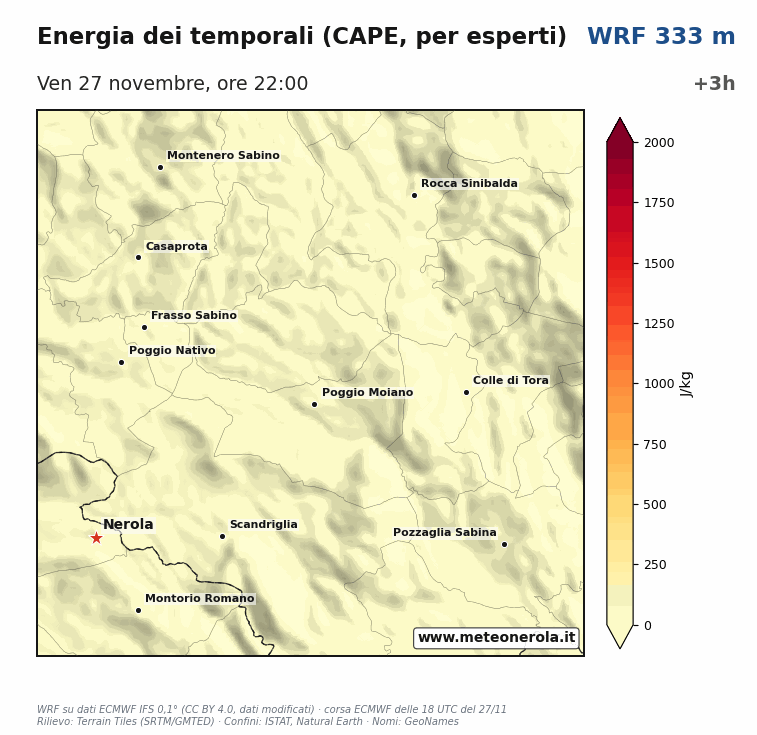 Energia dei temporali (CAPE, per esperti) WRF 333 m
Ven 27 novembre, ore 22:00 +3h
Montenero Sabino
Rocca Sinibalda
Casaprota
Frasso Sabino
Poggio Nativo
Colle di Tora
Poggio Moiano
Nerola
Scandriglia
Pozzaglia Sabina
Montorio Romano
www.meteonerola.it
2000
1750
1500
1250
1000
750
500
250
0
J/kg
WRF su dati ECMWF IFS 0,1° (CC BY 4.0, dati modificati) · corsa ECMWF delle 18 UTC del 27/11
Rilievo: Terrain Tiles (SRTM/GMTED) · Confini: ISTAT, Natural Earth · Nomi: GeoNames